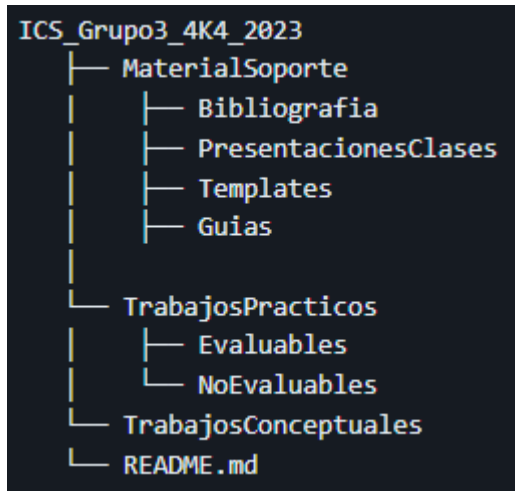 ICS_Grupo3_4K4_2023
├── MaterialSoporte
│   ├── Bibliografia
│   ├── PresentacionesClases
│   ├── Templates
│   ├── Guias
│
└── TrabajosPracticos
│   ├── Evaluables
│   └── NoEvaluables
└── TrabajosConceptuales
└── README.md